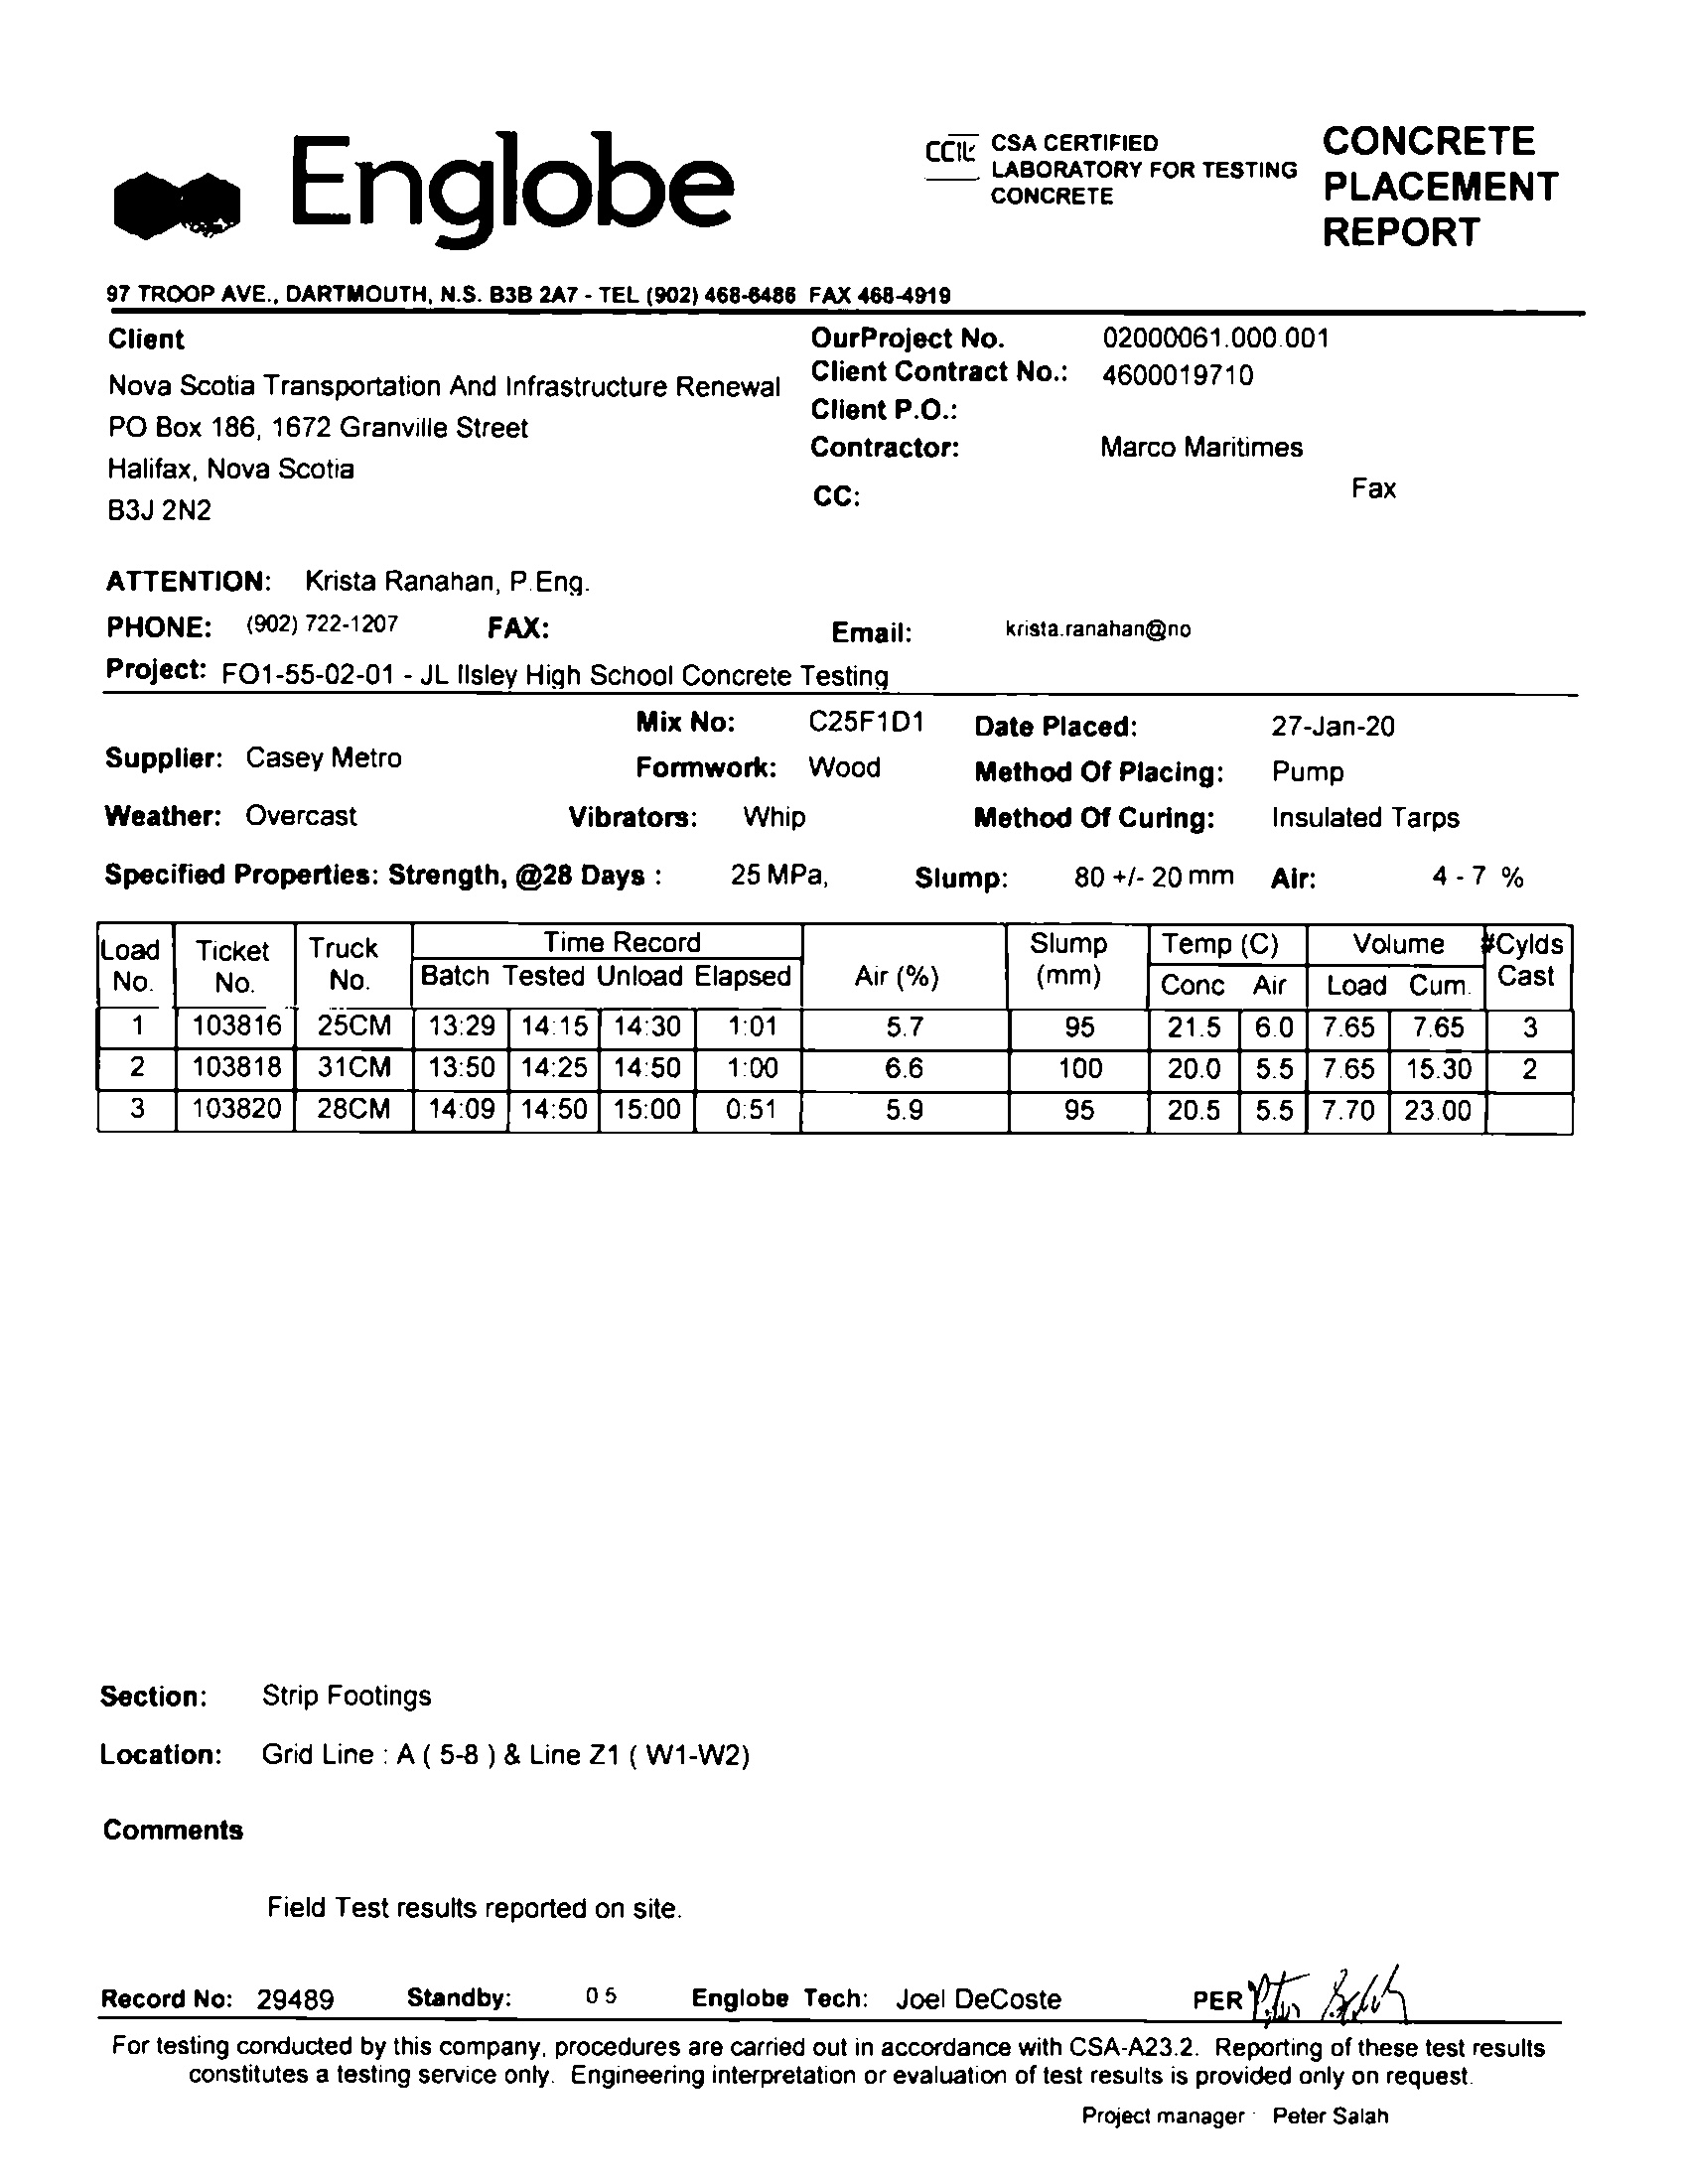 Englobe
CCIL CSA CERTIFIED
LABORATORY FOR TESTING
CONCRETE
CONCRETE
PLACEMENT
REPORT
97 TROOP AVE., DARTMOUTH, N.S. B3B 2A7 - TEL (902) 468-6486 FAX 468-4919
Client
Nova Scotia Transportation And Infrastructure Renewal
PO Box 186, 1672 Granville Street
Halifax, Nova Scotia
B3J 2N2
OurProject No. 02000061.000.001
Client Contract No.: 4600019710
Client P.O.:
Contractor: Marco Maritimes
CC: Fax
ATTENTION: Krista Ranahan, P.Eng.
PHONE: (902) 722-1207 FAX: Email: krista.ranahan@no
Project: FO1-55-02-01 - JL Ilsley High School Concrete Testing
Mix No: C25F1D1 Date Placed: 27-Jan-20
Supplier: Casey Metro Formwork: Wood Method Of Placing: Pump
Weather: Overcast Vibrators: Whip Method Of Curing: Insulated Tarps
Specified Properties: Strength, @28 Days : 25 MPa, Slump: 80 +/- 20 mm Air: 4 - 7 %
Load No. Ticket No. Truck No. Time Record Air (%) Slump (mm) Temp (C) Volume #Cylds Cast
Batch Tested Unload Elapsed Conc Air Load Cum.
1 103816 25CM 13:29 14:15 14:30 1:01 5.7 95 21.5 6.0 7.65 7.65 3
2 103818 31CM 13:50 14:25 14:50 1:00 6.6 100 20.0 5.5 7.65 15.30 2
3 103820 28CM 14:09 14:50 15:00 0:51 5.9 95 20.5 5.5 7.70 23.00
Section: Strip Footings
Location: Grid Line : A ( 5-8 ) & Line Z1 ( W1-W2)
Comments
Field Test results reported on site.
Record No: 29489 Standby: 0 5 Englobe Tech: Joel DeCoste PER
For testing conducted by this company, procedures are carried out in accordance with CSA-A23.2. Reporting of these test results
constitutes a testing service only. Engineering interpretation or evaluation of test results is provided only on request.
Project manager Peter Salah